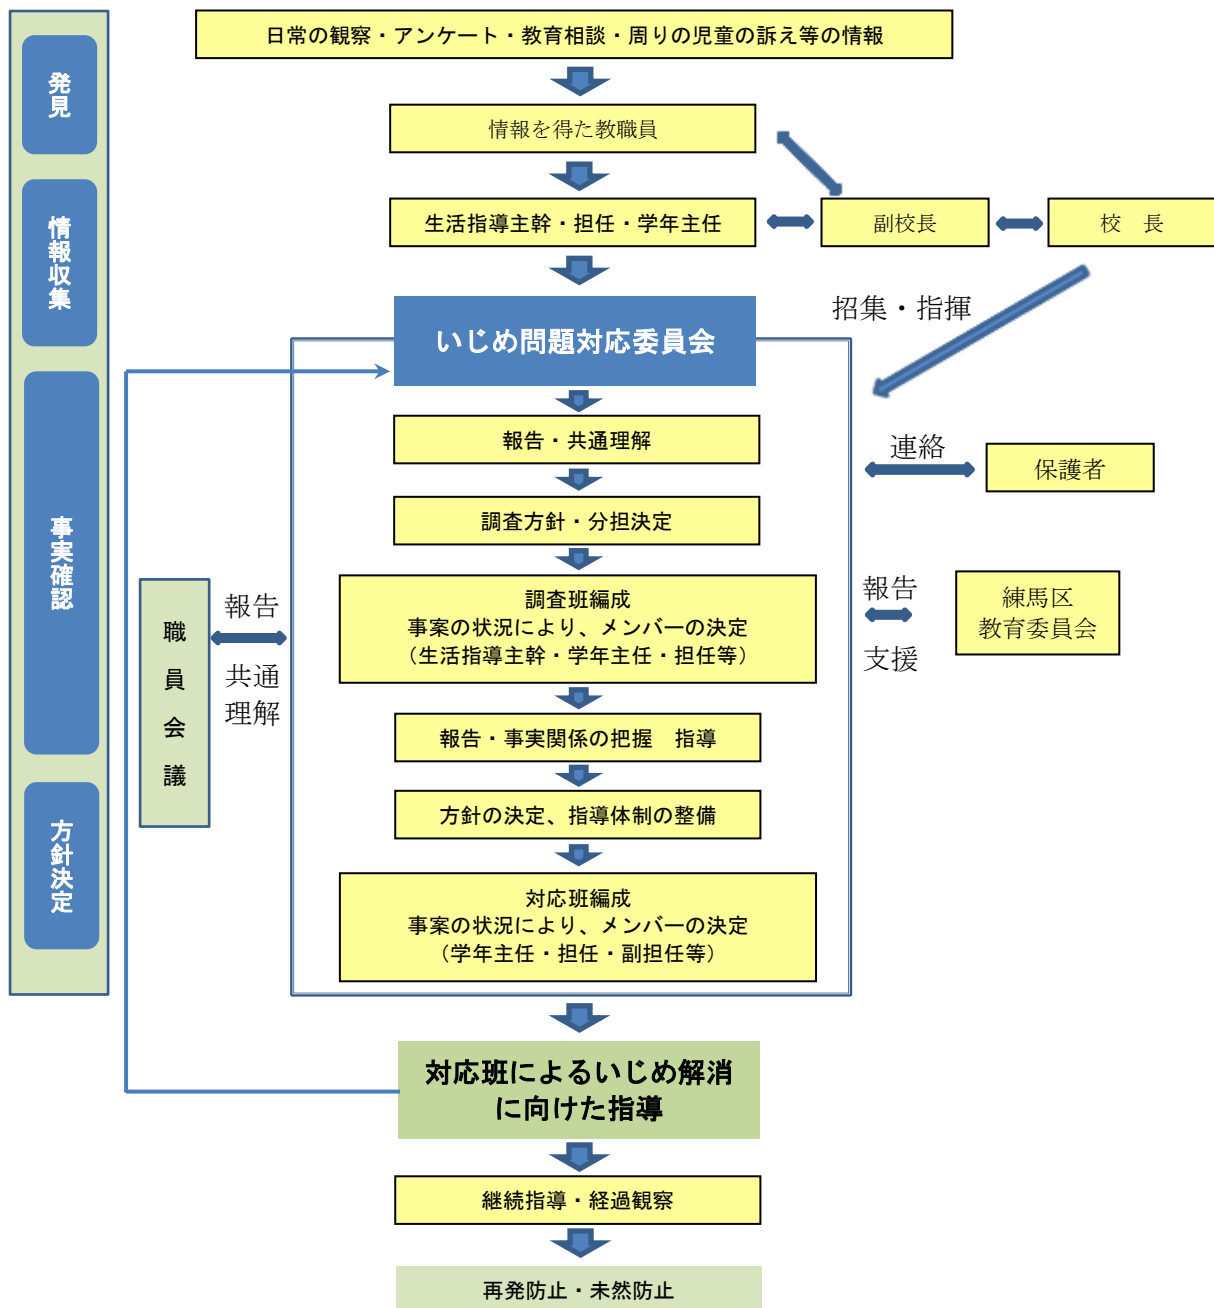 日常の観察・アンケート・教育相談・周りの児童の訴え等の情報
発見
情報を得た教職員
情報収集
生活指導主幹・担任・学年主任
副校長
校　長
招集・指揮
いじめ問題対応委員会
事実確認
報告・共通理解
連絡
保護者
調査方針・分担決定
調査班編成
事案の状況により、メンバーの決定
（生活指導主幹・学年主任・担任等）
職員会議
報告
共通
理解
報告
支援
練馬区
教育委員会
報告・事実関係の把握　指導
方針決定
方針の決定、指導体制の整備
対応班編成
事案の状況により、メンバーの決定
（学年主任・担任・副担任等）
対応班によるいじめ解消
に向けた指導
継続指導・経過観察
再発防止・未然防止